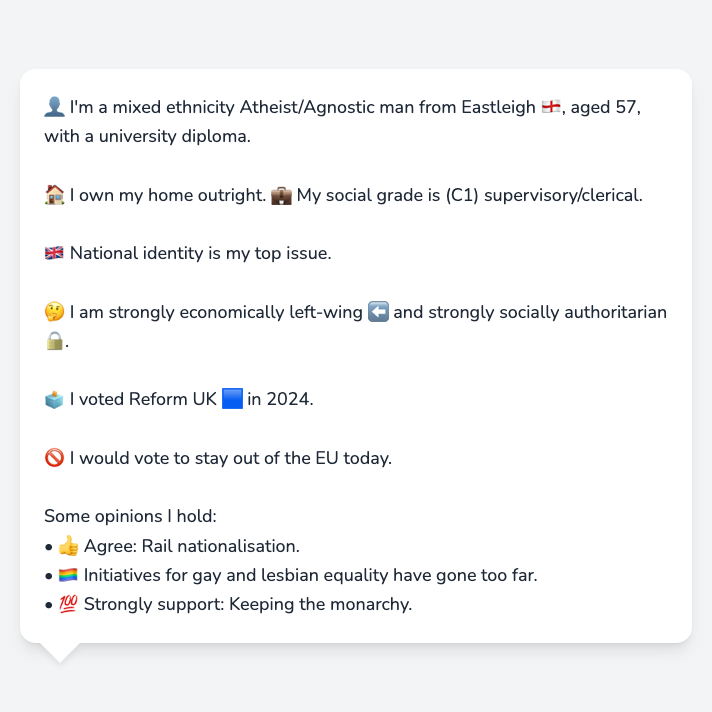 👤 I'm a mixed ethnicity Atheist/Agnostic man from Eastleigh 🏴󠁧󠁢󠁥󠁮󠁧󠁿, aged 57,
with a university diploma.
🏠 I own my home outright. 💼 My social grade is (C1) supervisory/clerical.
🇬🇧 National identity is my top issue.
🤔 I am strongly economically left-wing ⬅️ and strongly socially authoritarian
🔒.
🗳️ I voted Reform UK 🟦 in 2024.
🚫 I would vote to stay out of the EU today.
Some opinions I hold:
• 👍 Agree: Rail nationalisation.
• 🏳️‍🌈 Initiatives for gay and lesbian equality have gone too far.
• 💯 Strongly support: Keeping the monarchy.